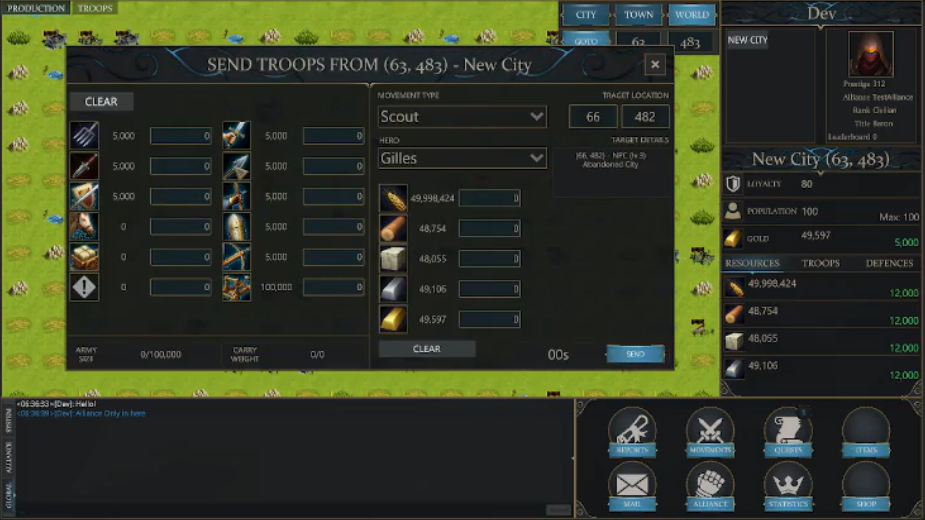 PRODUCTION TROOPS
CITY TOWN WORLD
GOTO 63 483
Dev
NEW CITY
Prestige 312
Alliance TestAlliance
Rank Civilian
Title Baron
Leaderboard 0
SEND TROOPS FROM (63, 483) - New City
×
CLEAR
5,000 0 5,000 0
5,000 0 5,000 0
5,000 0 5,000 0
0 0 5,000 0
0 0 5,000 0
0 0 100,000 0
ARMY SIZE 0/100,000 CARRY WEIGHT 0/0
MOVEMENT TYPE
Scout
HERO
Gilles
TRAGET LOCATION
66 482
TARGET DETAILS
(66, 482) - NPC (lv 3)
Abandoned City
49,998,424 0
48,754 0
48,055 0
49,106 0
49,597 0
CLEAR 00s SEND
New City (63, 483)
LOYALTY 80
POPULATION 100 Max: 100
GOLD 49,597 5,000
RESOURCES TROOPS DEFENCES
49,998,424 12,000
48,754 12,000
48,055 12,000
49,106 12,000
<08:36:33>[Dev]: Hello!
[Dev]: Alliance Only in here
ALLIANCE
GLOBAL
REPORTS MOVEMENTS QUESTS ITEMS
MAIL ALLIANCE STATISTICS SHOP